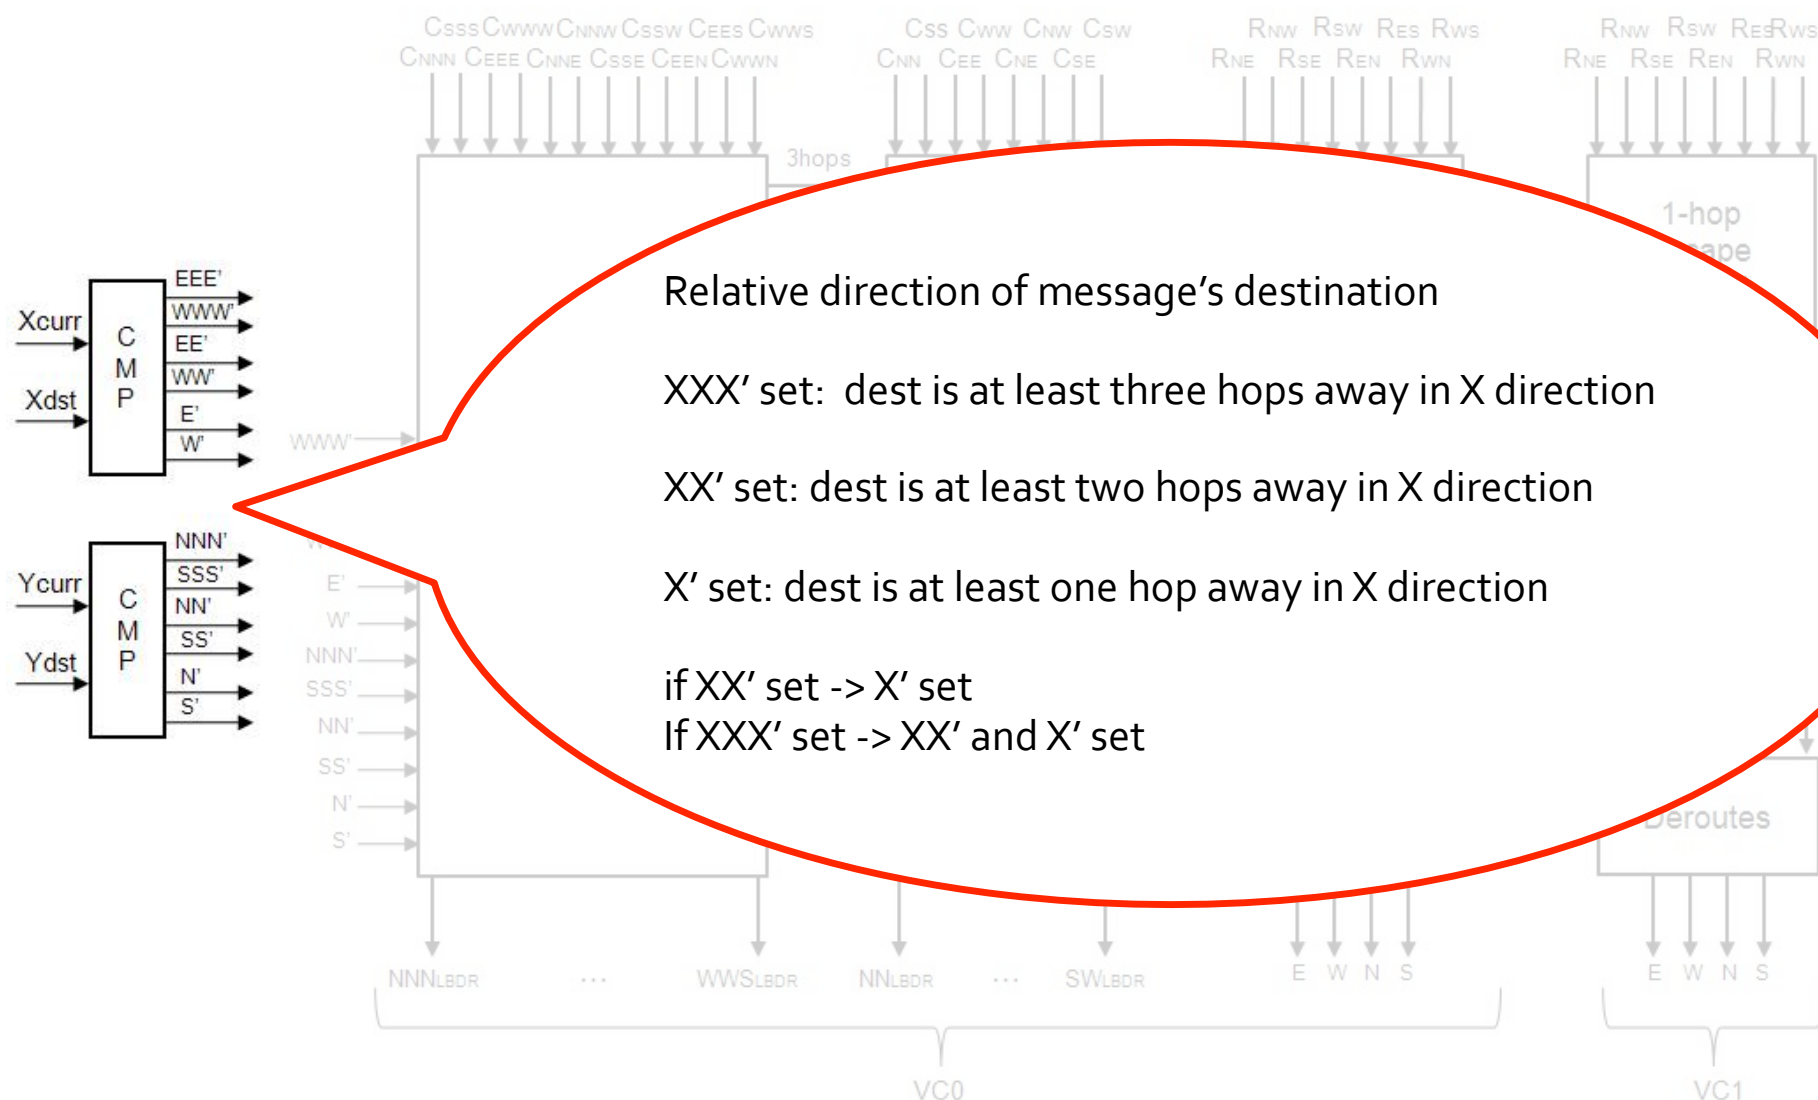 CSSS CWWW CNNW CSSW CEES CWWS
CNNN CEEE CNNE CSSE CEEN CWWN
CSS CWW CNW CSW
CNN CEE CNE CSE
RNW RSW RES RWS
RNE RSE REN RWN
RNW RSW RES RWS
RNE RSE REN RWN
3hops
1-hop
Xcurr
Xdst
CMP
EEE'
WWW'
EE'
WW'
E'
W'
Ycurr
Ydst
CMP
NNN'
SSS'
NN'
SS'
N'
S'
WWW'
E'
W'
NNN'
SSS'
NN'
SS'
N'
S'
Relative direction of message’s destination
XXX’ set: dest is at least three hops away in X direction
XX’ set: dest is at least two hops away in X direction
X’ set: dest is at least one hop away in X direction
if XX’ set -> X’ set
If XXX’ set -> XX’ and X’ set
Deroutes
NNNLBDR ... WWSLBDR NNLBDR ... SWLBDR E W N S
E W N S
VC0
VC1